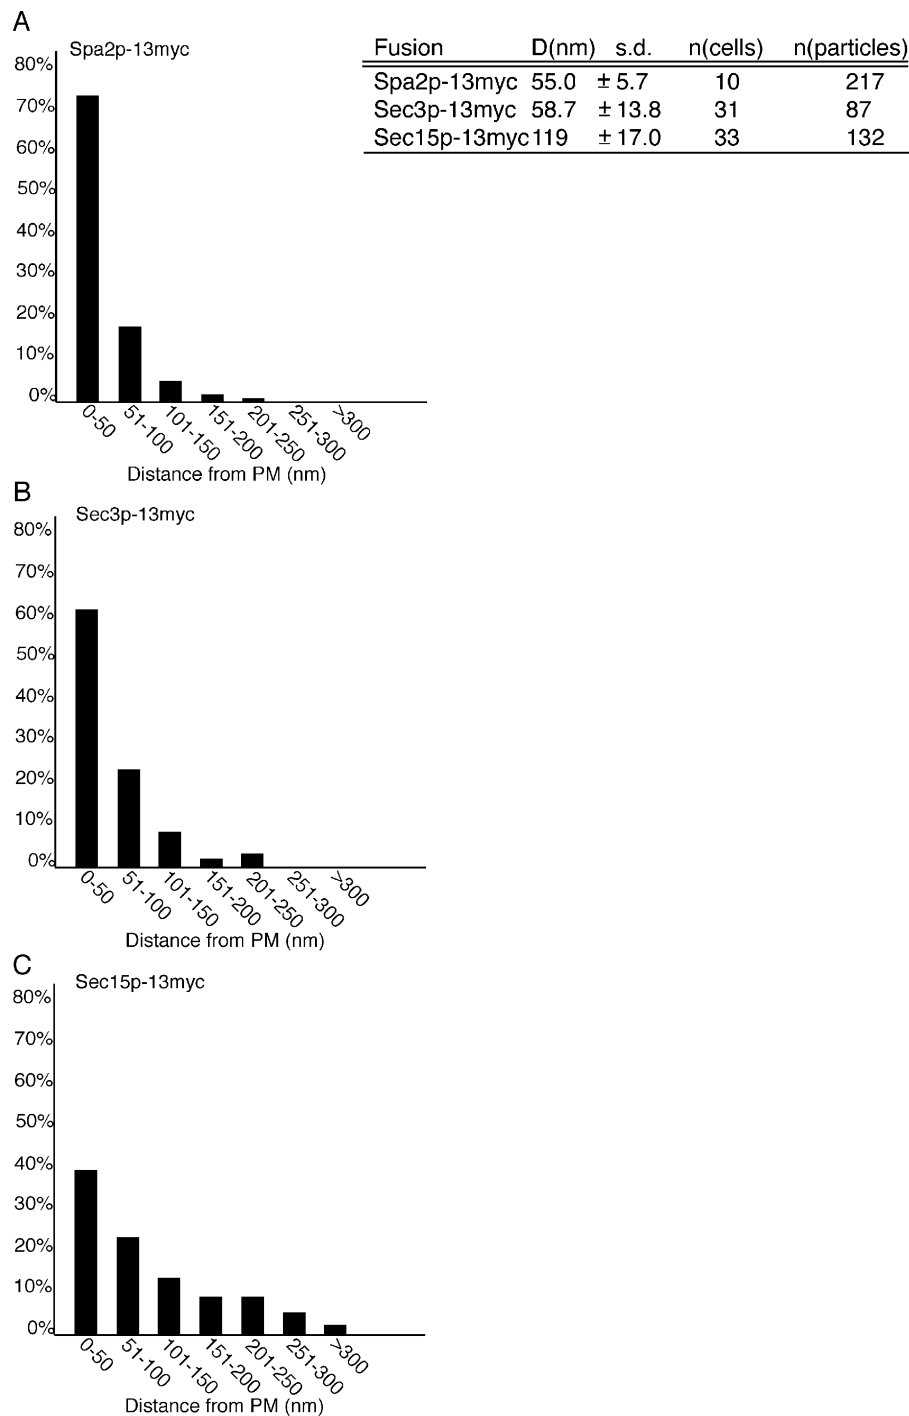 A
Spa2p-13myc
80%
70%
60%
50%
40%
30%
20%
10%
0%
0-50 51-100 101-150 151-200 201-250 251-300 >300
Distance from PM (nm)
Fusion D(nm) s.d. n(cells) n(particles)
Spa2p-13myc 55.0 ± 5.7 10 217
Sec3p-13myc 58.7 ± 13.8 31 87
Sec15p-13myc 119 ± 17.0 33 132
B
Sec3p-13myc
80%
70%
60%
50%
40%
30%
20%
10%
0%
0-50 51-100 101-150 151-200 201-250 251-300 >300
Distance from PM (nm)
C
Sec15p-13myc
80%
70%
60%
50%
40%
30%
20%
10%
0%
0-50 51-100 101-150 151-200 201-250 251-300 >300
Distance from PM (nm)